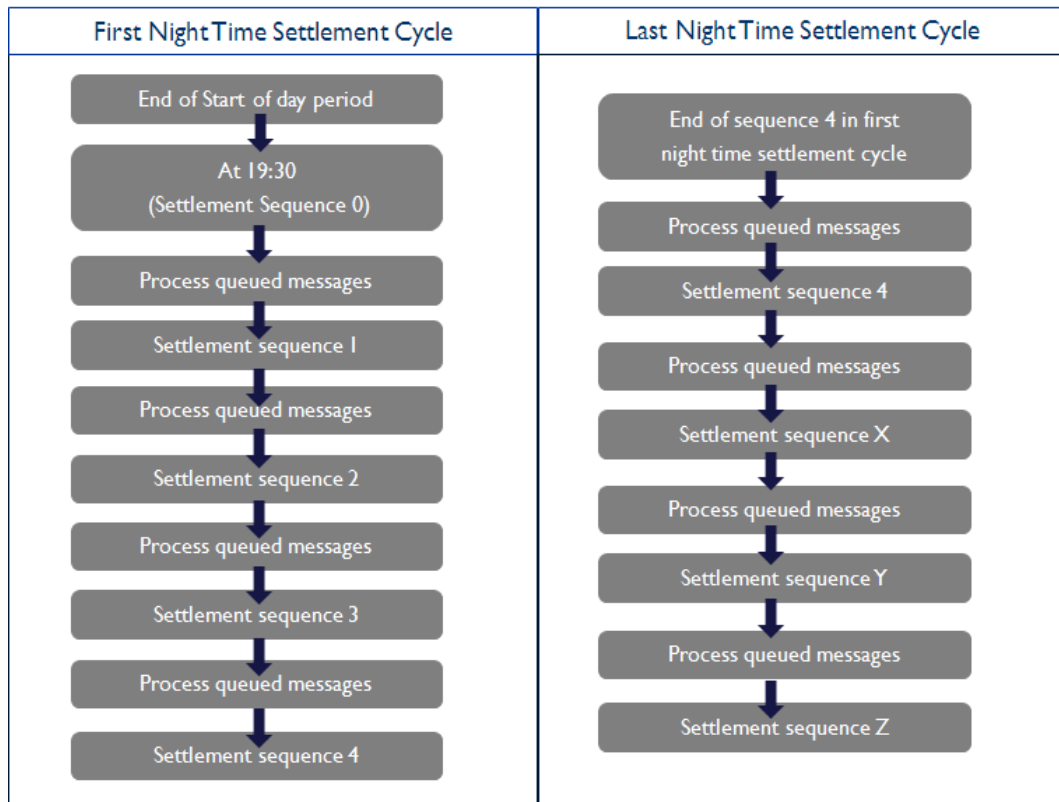 First Night Time Settlement Cycle
End of Start of day period
At 19:30
(Settlement Sequence 0)
Process queued messages
Settlement sequence 1
Process queued messages
Settlement sequence 2
Process queued messages
Settlement sequence 3
Process queued messages
Settlement sequence 4
Last Night Time Settlement Cycle
End of sequence 4 in first
night time settlement cycle
Process queued messages
Settlement sequence 4
Process queued messages
Settlement sequence X
Process queued messages
Settlement sequence Y
Process queued messages
Settlement sequence Z